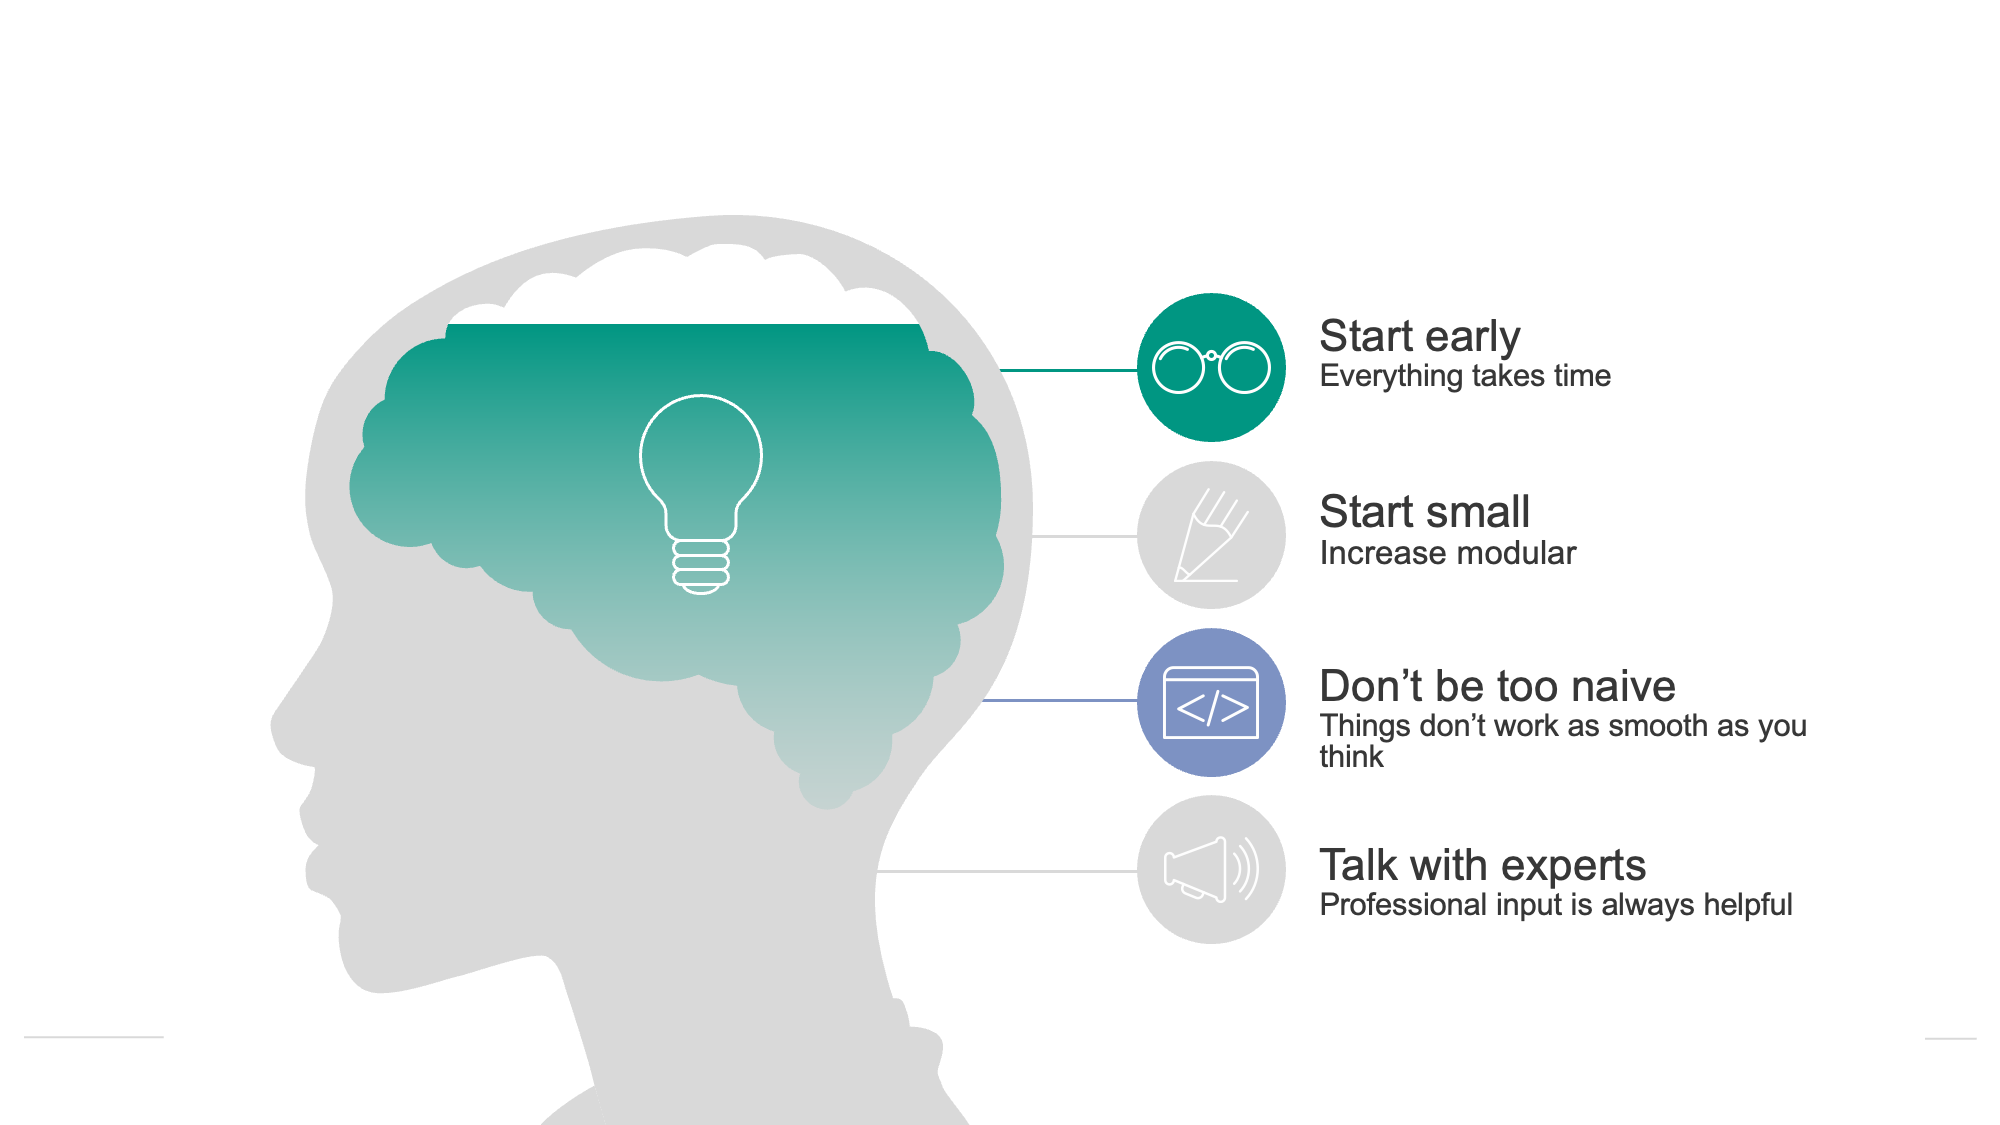 Start early
Everything takes time
Start small
Increase modular
Don’t be too naive
Things don’t work as smooth as you
think
Talk with experts
Professional input is always helpful